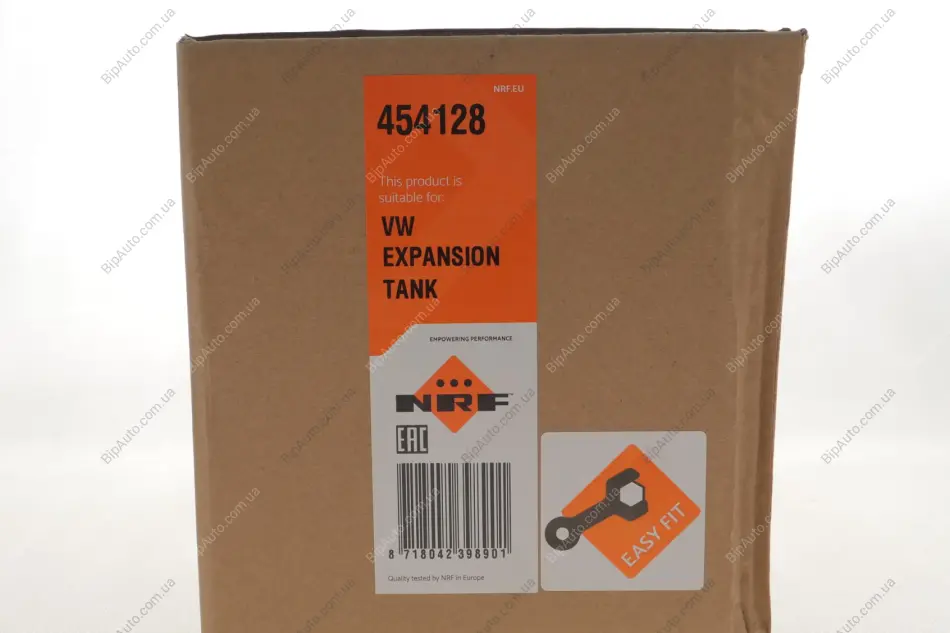 NRF.EU
454128
This product is
suitable for:
VW
EXPANSION
TANK
EMPOWERING PERFORMANCE
NRF
EAC
8 718042 398901
Quality tested by NRF in Europe
EASY FIT
BipAuto.com.ua